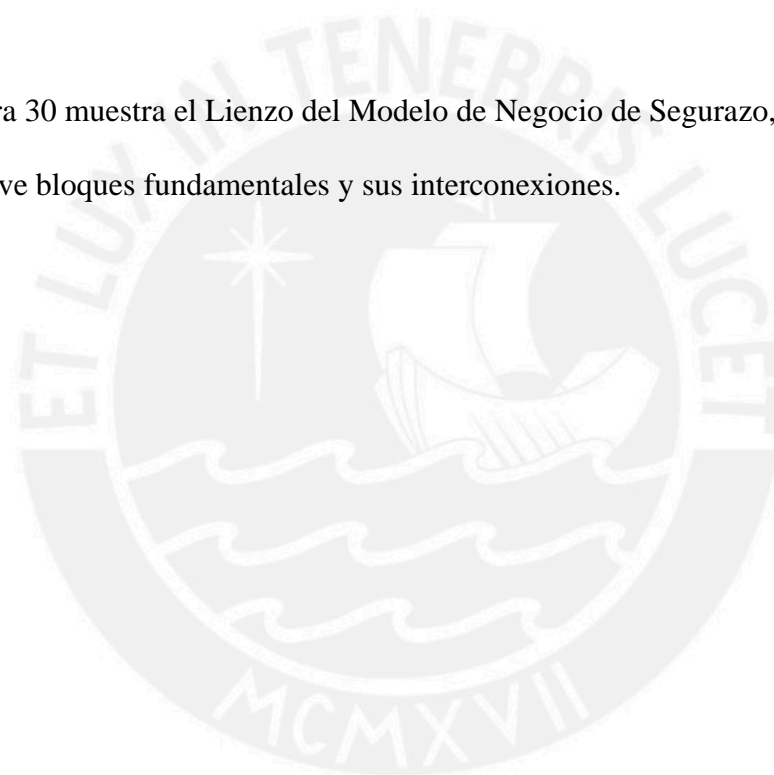 ra 30 muestra el Lienzo del Modelo de Negocio de Segurazo,
ve bloques fundamentales y sus interconexiones.
ET LUX IN TENEBRIS LUCET
MCMXVII